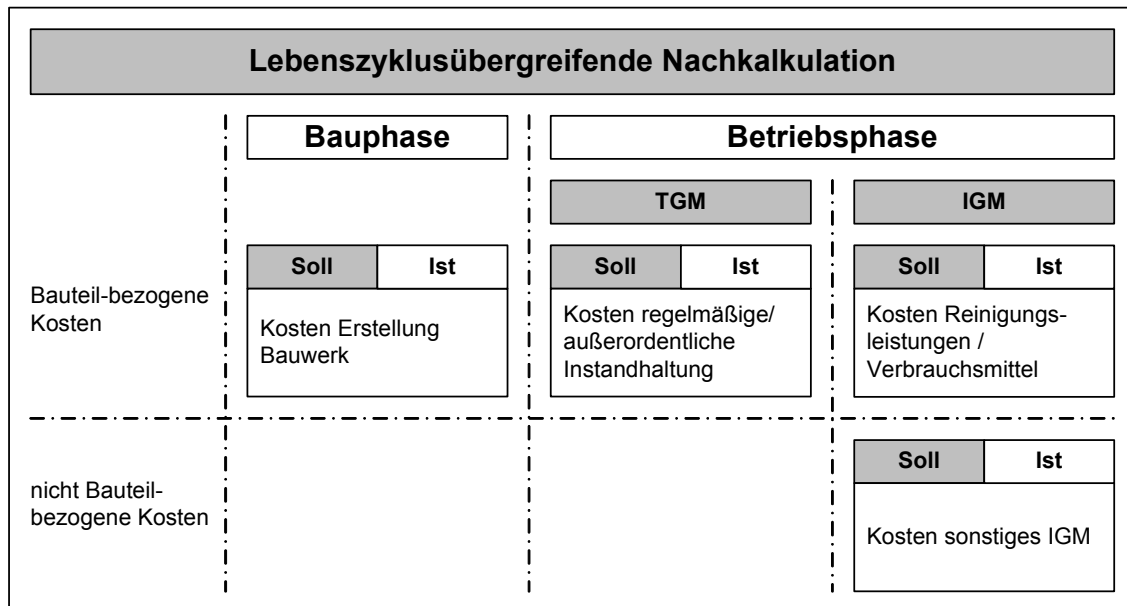 Lebenszyklusübergreifende Nachkalkulation
Bauphase
Betriebsphase
TGM
IGM
Bauteil-bezogene
Kosten
Soll
Ist
Kosten Erstellung
Bauwerk
Soll
Ist
Kosten regelmäßige/
außerordentliche
Instandhaltung
Soll
Ist
Kosten Reinigungs-
leistungen /
Verbrauchsmittel
nicht Bauteil-
bezogene Kosten
Soll
Ist
Kosten sonstiges IGM